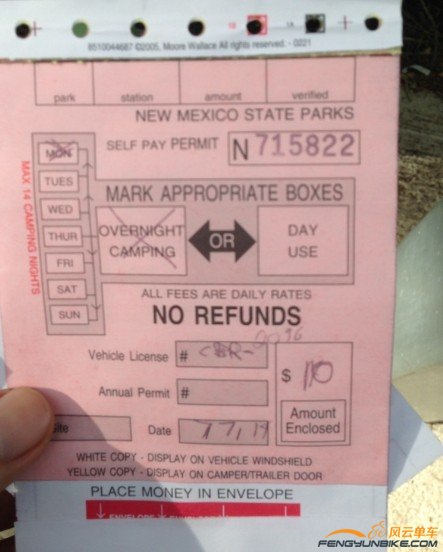 8510044687 ©2005, Moore Wallace All rights reserved. - 0221
park station amount verified
NEW MEXICO STATE PARKS
SELF PAY PERMIT N 715822
MAX 14 CAMPING NIGHTS
MON
TUES
WED
THUR
FRI
SAT
SUN
MARK APPROPRIATE BOXES
OVERNIGHT CAMPING
OR
DAY USE
ALL FEES ARE DAILY RATES
NO REFUNDS
Vehicle License #
Annual Permit #
$ 10
Amount Enclosed
Date
WHITE COPY - DISPLAY ON VEHICLE WINDSHIELD
YELLOW COPY - DISPLAY ON CAMPER/TRAILER DOOR
PLACE MONEY IN ENVELOPE
风云单车
FENGYUNBIKE.COM